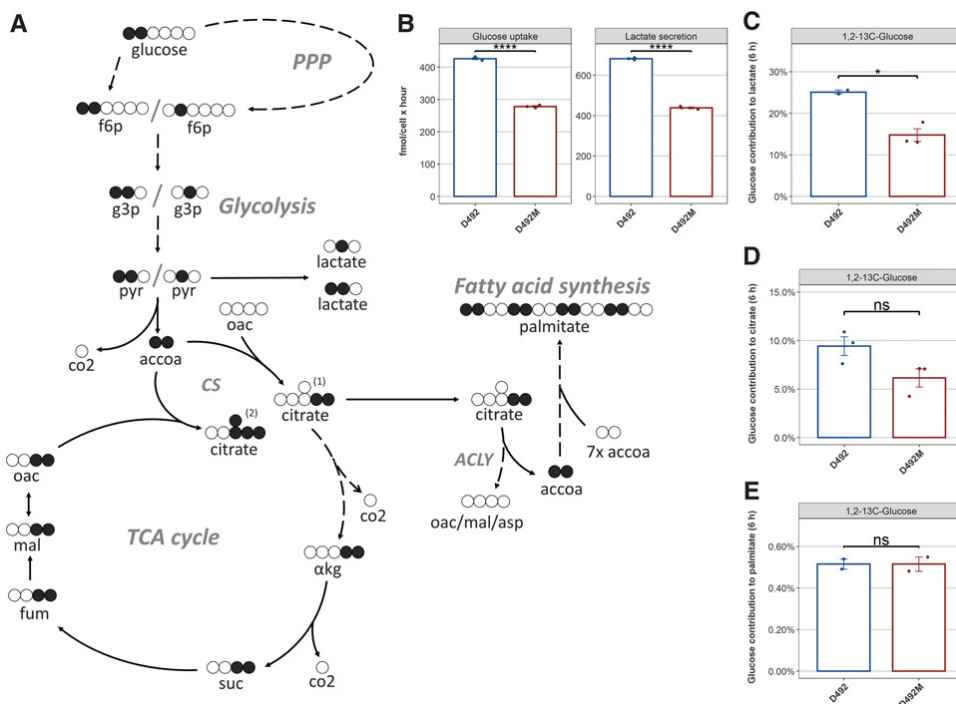 A
glucose
PPP
f6p
/
f6p
g3p
/
g3p
Glycolysis
pyr
/
pyr
lactate
lactate
oac
co2
accoa
CS
citrate
(1)
citrate
(2)
oac
mal
fum
suc
co2
αkg
co2
TCA cycle
Fatty acid synthesis
palmitate
citrate
7x accoa
ACLY
accoa
oac/mal/asp
B
fmol/cell x hour
Glucose uptake
****
400
300
200
100
0
D492
D492M
Lactate secretion
****
600
400
200
0
D492
D492M
C
Glucose contribution to lactate (6 h)
1,2-13C-Glucose
*
30%
20%
10%
0%
D492
D492M
D
Glucose contribution to citrate (6 h)
1,2-13C-Glucose
ns
15.0%
10.0%
5.0%
0.0%
D492
D492M
E
Glucose contribution to palmitate (6 h)
1,2-13C-Glucose
ns
0.60%
0.40%
0.20%
0.00%
D492
D492M